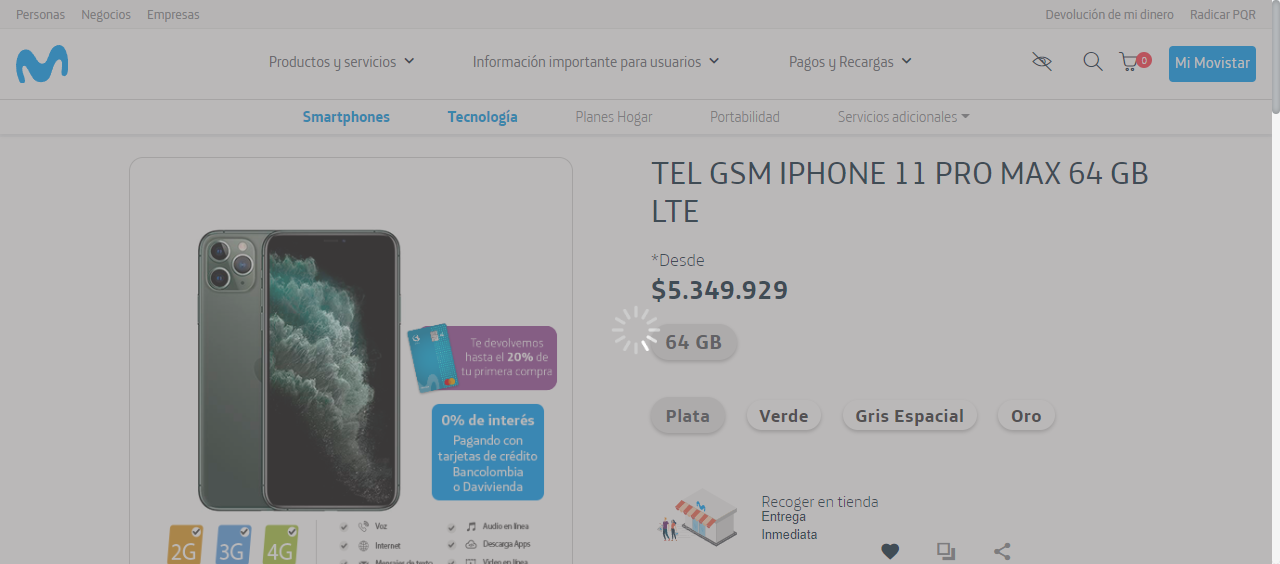 Personas Negocios Empresas Devolución de mi dinero Radicar PQR
Productos y servicios Información importante para usuarios Pagos y Recargas 0 Mi Movistar
Smartphones Tecnología Planes Hogar Portabilidad Servicios adicionales
TEL GSM IPHONE 11 PRO MAX 64 GB
LTE
*Desde
$5.349.929
64 GB
Plata Verde Gris Espacial Oro
Recoger en tienda
Entrega
Inmediata
Te devolvemos
hasta el 20% de
tu primera compra
0% de interés
Pagando con
tarjetas de crédito
Bancolombia
o Davivienda
2G 3G 4G
Voz
Internet
Mensajes de texto
Audio en línea
Descarga Apps
Video en línea